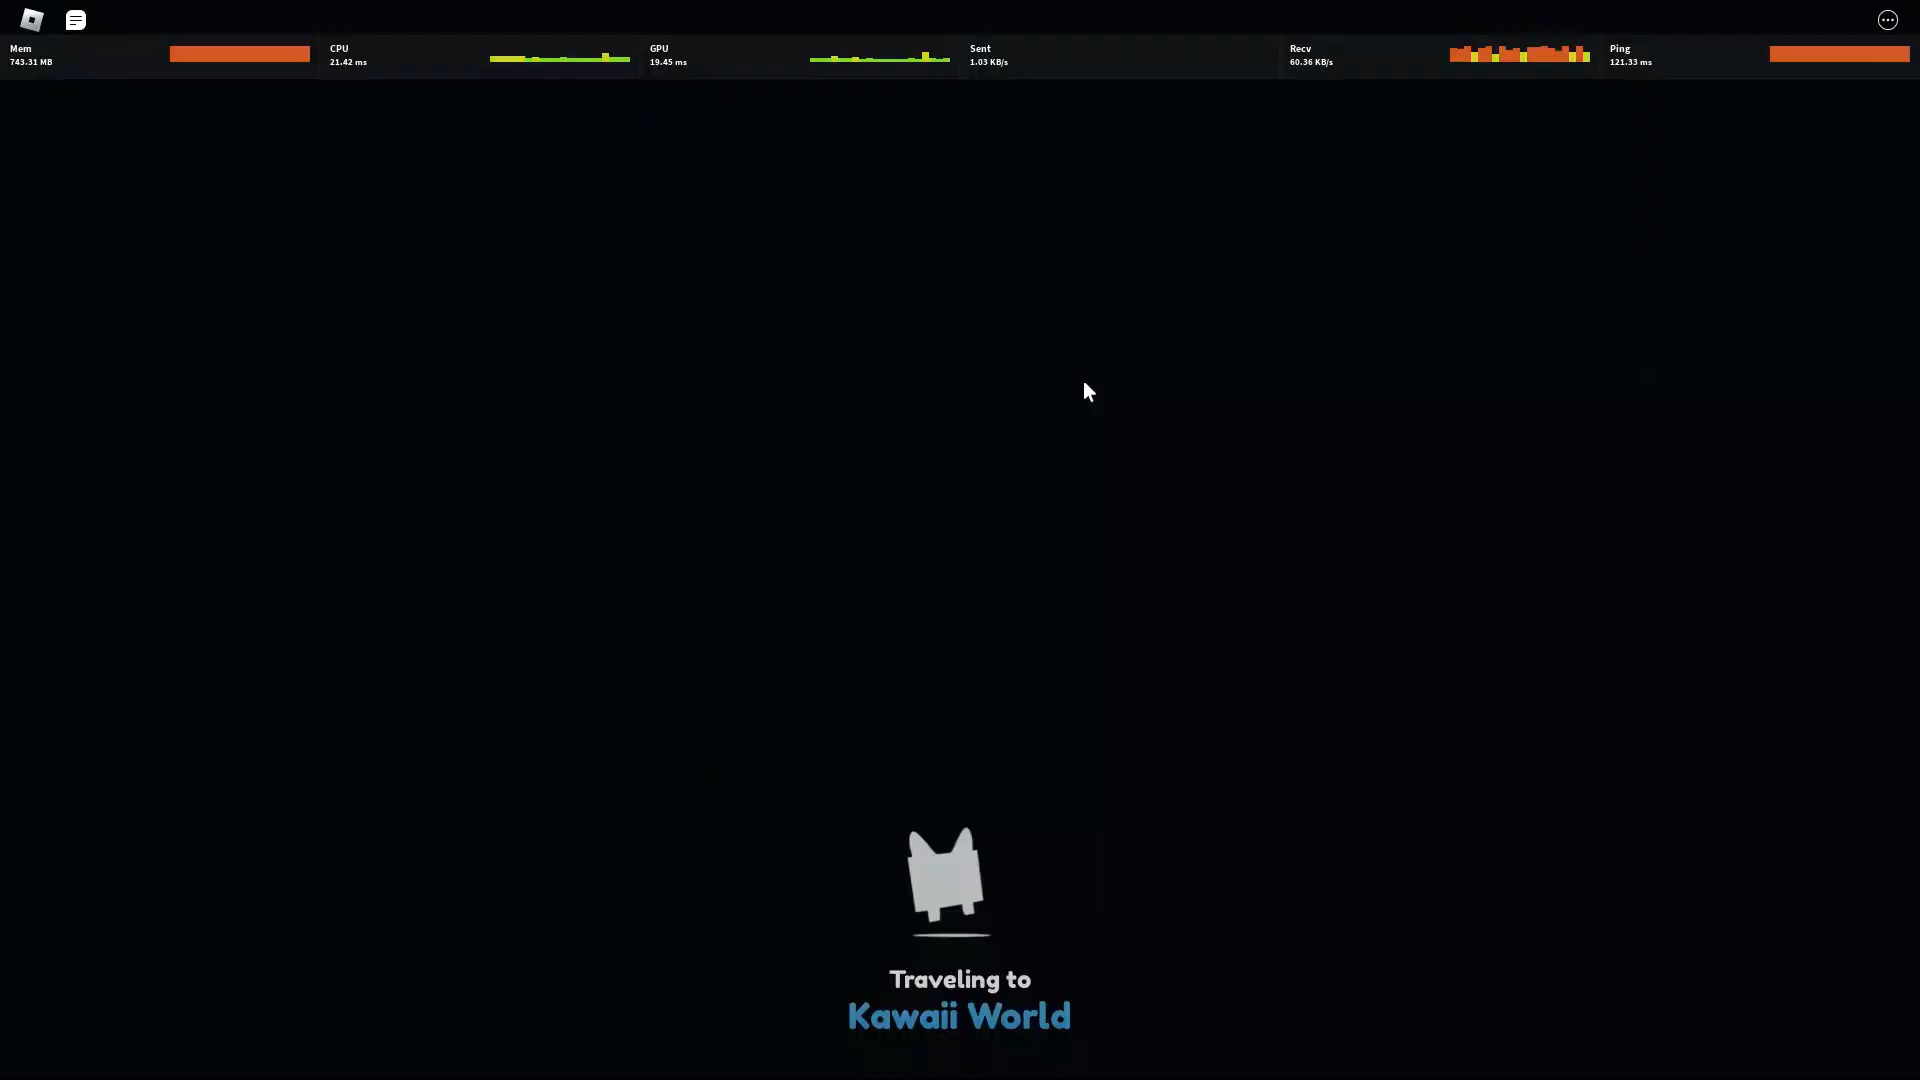 Mem
743.31 MB
CPU
21.42 ms
GPU
19.45 ms
Sent
1.03 KB/s
Recv
60.36 KB/s
Ping
121.33 ms
Traveling to
Kawaii World